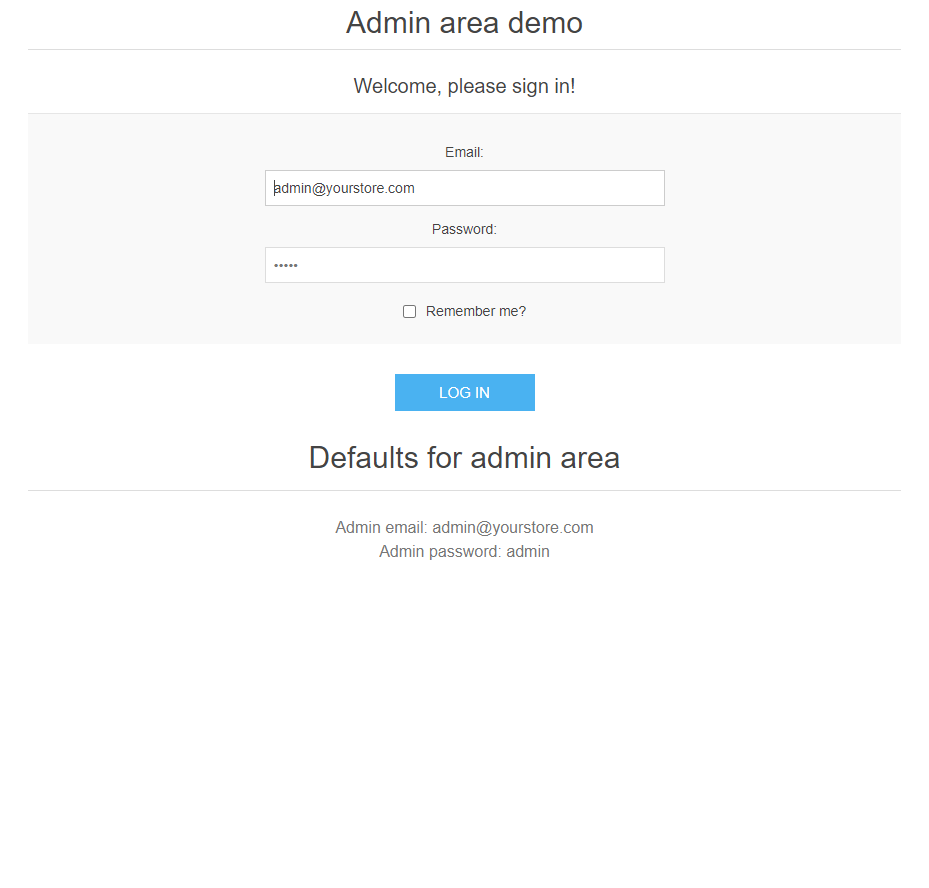 Admin area demo
Welcome, please sign in!
Email:
admin@yourstore.com
Password:
•••••
Remember me?
LOG IN
Defaults for admin area
Admin email: admin@yourstore.com
Admin password: admin